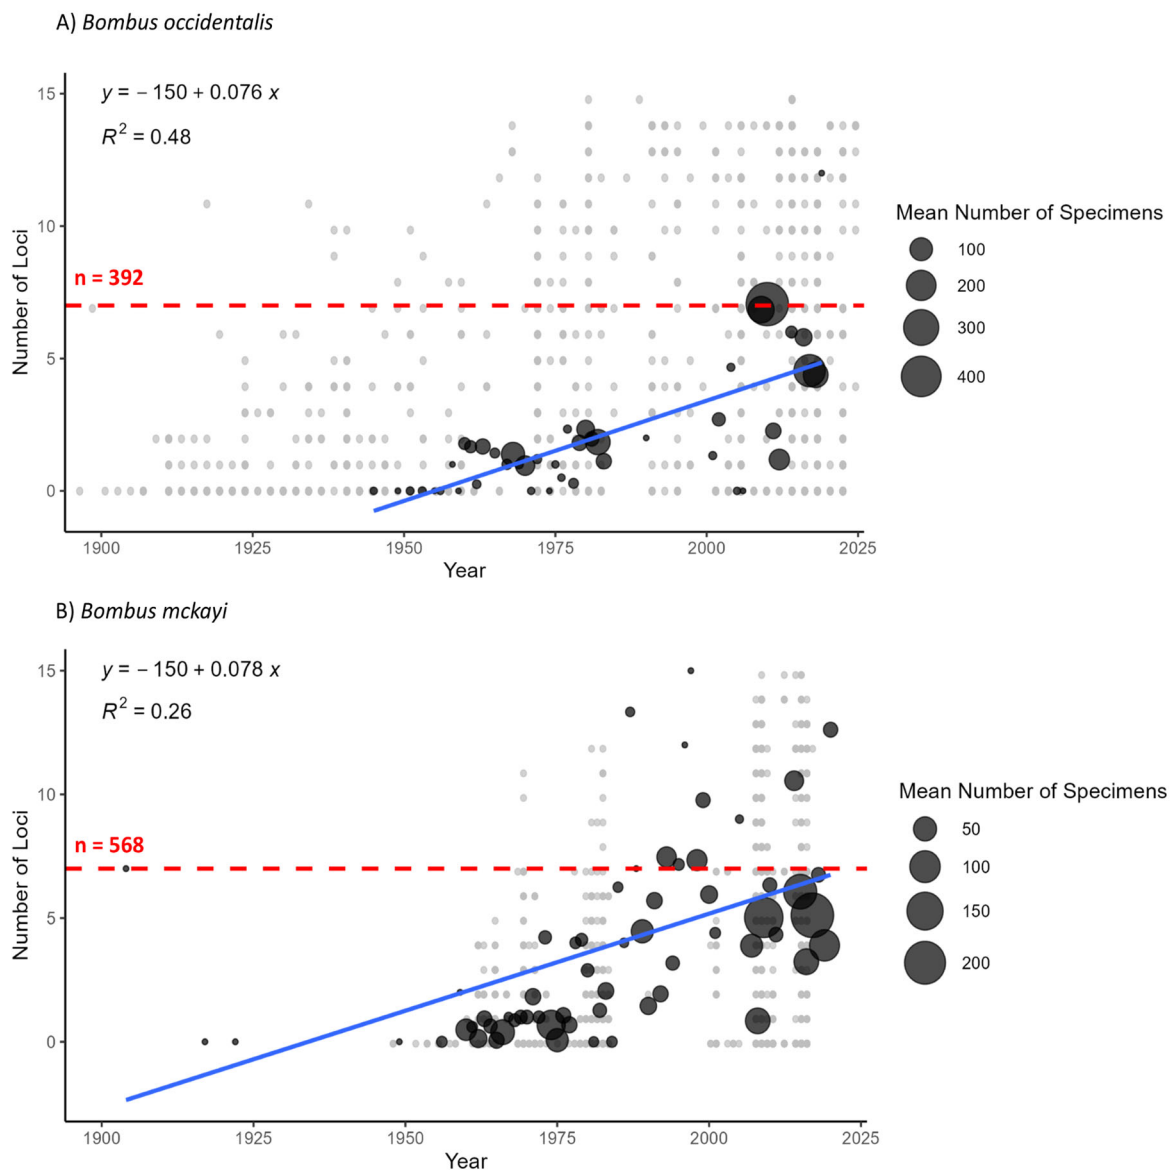 A) Bombus occidentalis
y = − 150 + 0.076 x
R² = 0.48
n = 392
Number of Loci
15
10
5
0
1900 1925 1950 1975 2000 2025
Year
Mean Number of Specimens
100
200
300
400
B) Bombus mckayi
y = − 150 + 0.078 x
R² = 0.26
n = 568
Number of Loci
15
10
5
0
1900 1925 1950 1975 2000 2025
Year
Mean Number of Specimens
50
100
150
200